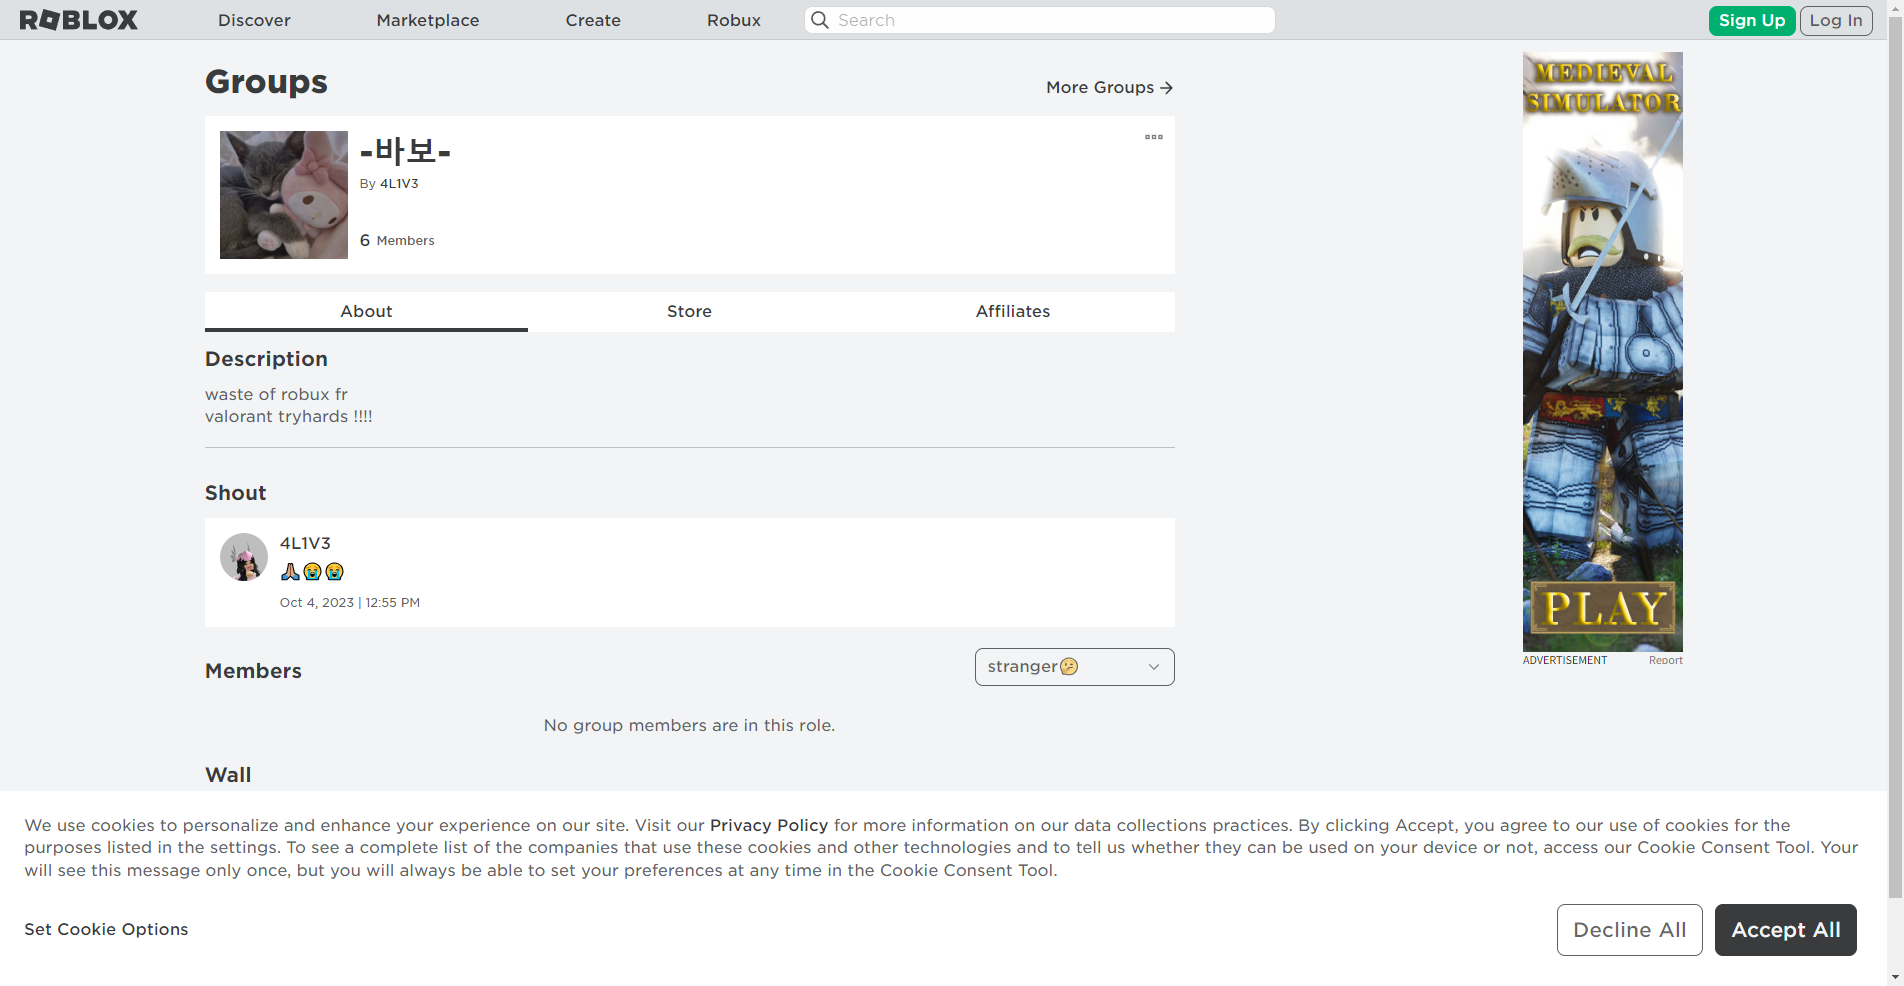 ROBLOX
Discover
Marketplace
Create
Robux
Search
Sign Up
Log In
Groups
More Groups →
-바보-
By 4L1V3
6 Members
About
Store
Affiliates
Description
waste of robux fr
valorant tryhards !!!!
Shout
4L1V3
🙏🏽😭😭
Oct 4, 2023 | 12:55 PM
Members
stranger🤔
No group members are in this role.
Wall
MEDIEVAL
SIMULATOR
PLAY
ADVERTISEMENT
Report
We use cookies to personalize and enhance your experience on our site. Visit our Privacy Policy for more information on our data collections practices. By clicking Accept, you agree to our use of cookies for the
purposes listed in the settings. To see a complete list of the companies that use these cookies and other technologies and to tell us whether they can be used on your device or not, access our Cookie Consent Tool. Your
will see this message only once, but you will always be able to set your preferences at any time in the Cookie Consent Tool.
Set Cookie Options
Decline All
Accept All